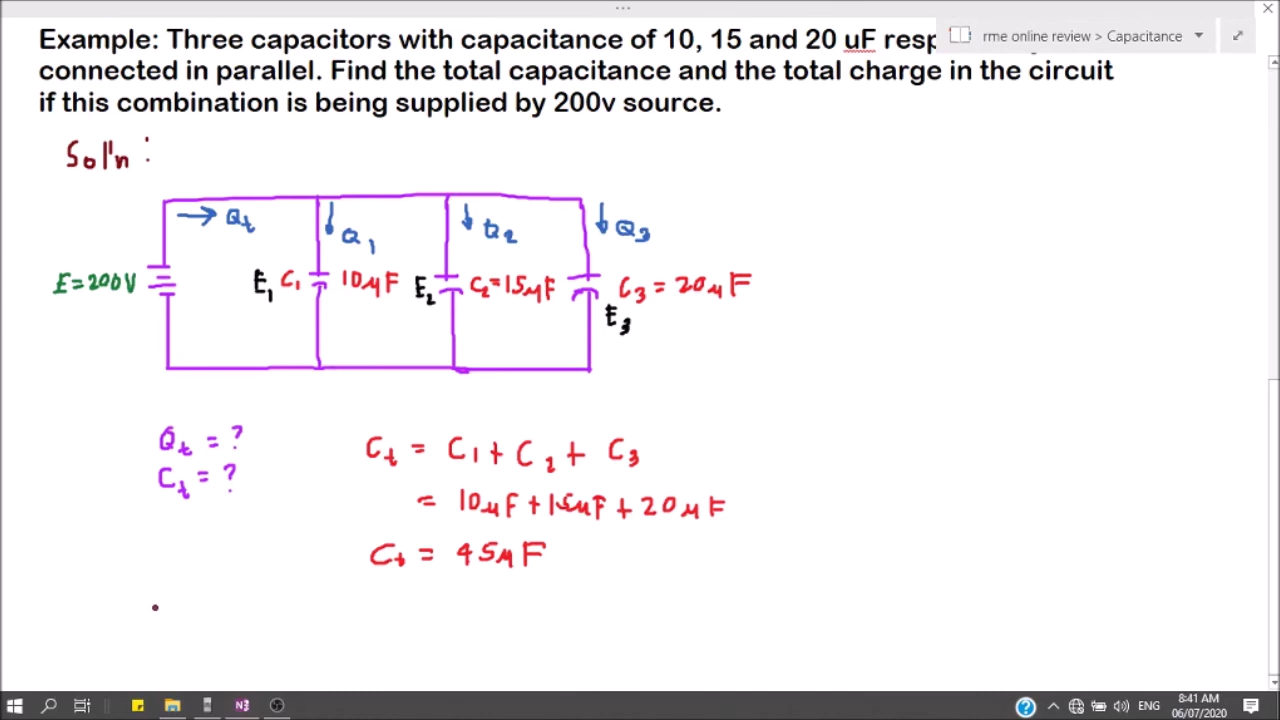 Example: Three capacitors with capacitance of 10, 15 and 20 uF resp
rme online review > Capacitance
connected in parallel. Find the total capacitance and the total charge in the circuit
if this combination is being supplied by 200v source.
Sol'n :
Qt
Q1
Q2
Q3
E=200V
E1 C1 10μF
E2 C2=15μF
C3 = 20μF
E3
Qt = ?
Ct = ?
Ct = C1 + C2 + C3
= 10μF + 15μF + 20μF
Ct = 45μF
8:41 AM
ENG
06/07/2020